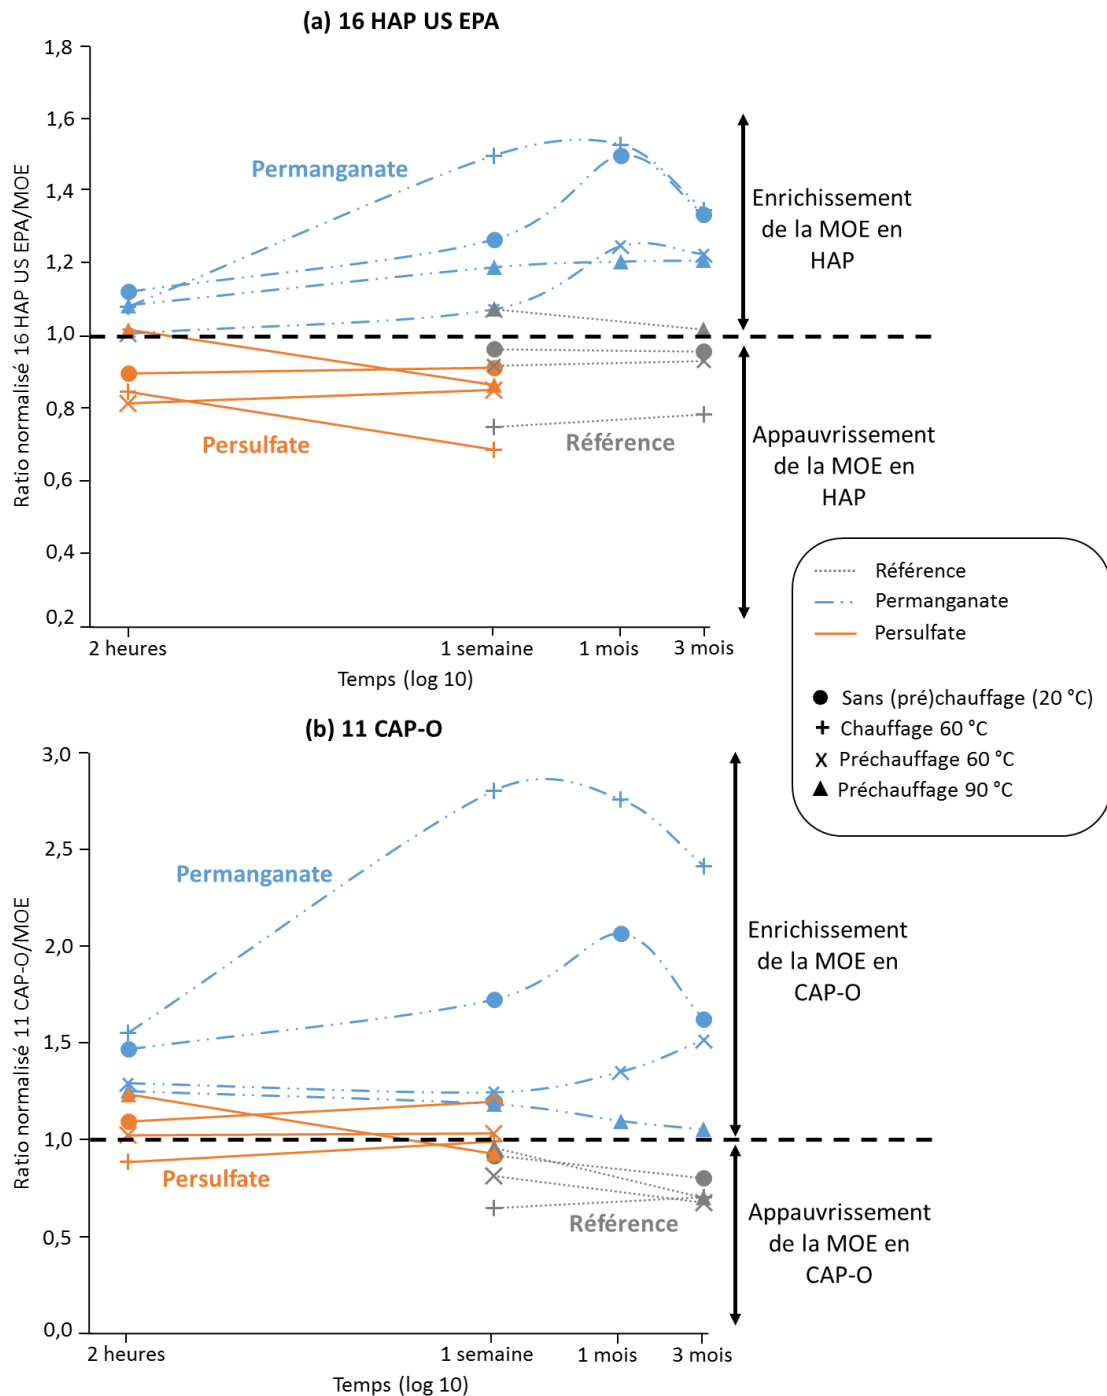 (a) 16 HAP US EPA
Ratio normalisé 16 HAP US EPA/MOE
1,8
1,6
1,4
1,2
1,0
0,8
0,6
0,4
0,2
Permanganate
Persulfate
Référence
Enrichissement
de la MOE en
HAP
Appauvrissement
de la MOE en
HAP
2 heures
1 semaine
1 mois
3 mois
Temps (log 10)
Référence
Permanganate
Persulfate
Sans (pré)chauffage (20 °C)
Chauffage 60 °C
Préchauffage 60 °C
Préchauffage 90 °C
(b) 11 CAP-O
Ratio normalisé 11 CAP-O/MOE
3,0
2,5
2,0
1,5
1,0
0,5
0,0
Permanganate
Persulfate
Référence
Enrichissement
de la MOE en
CAP-O
Appauvrissement
de la MOE en
CAP-O
2 heures
1 semaine
1 mois
3 mois
Temps (log 10)